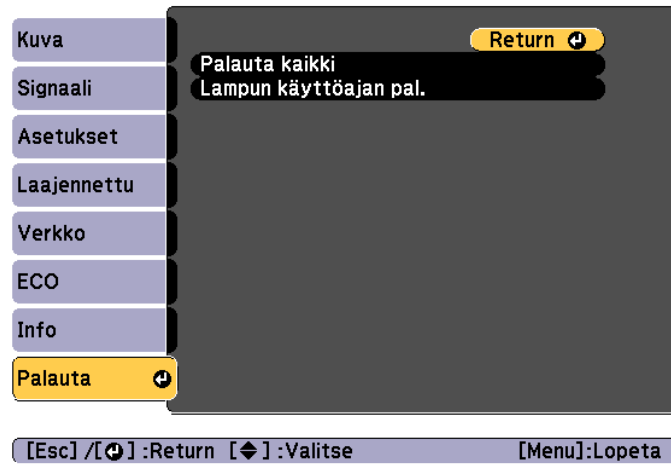 Kuva
Signaali
Asetukset
Laajennettu
Verkko
ECO
Info
Palauta
Return
Palauta kaikki
Lampun käyttöajan pal.
[Esc] /[ ] :Return [ ] :Valitse [Menu]:Lopeta